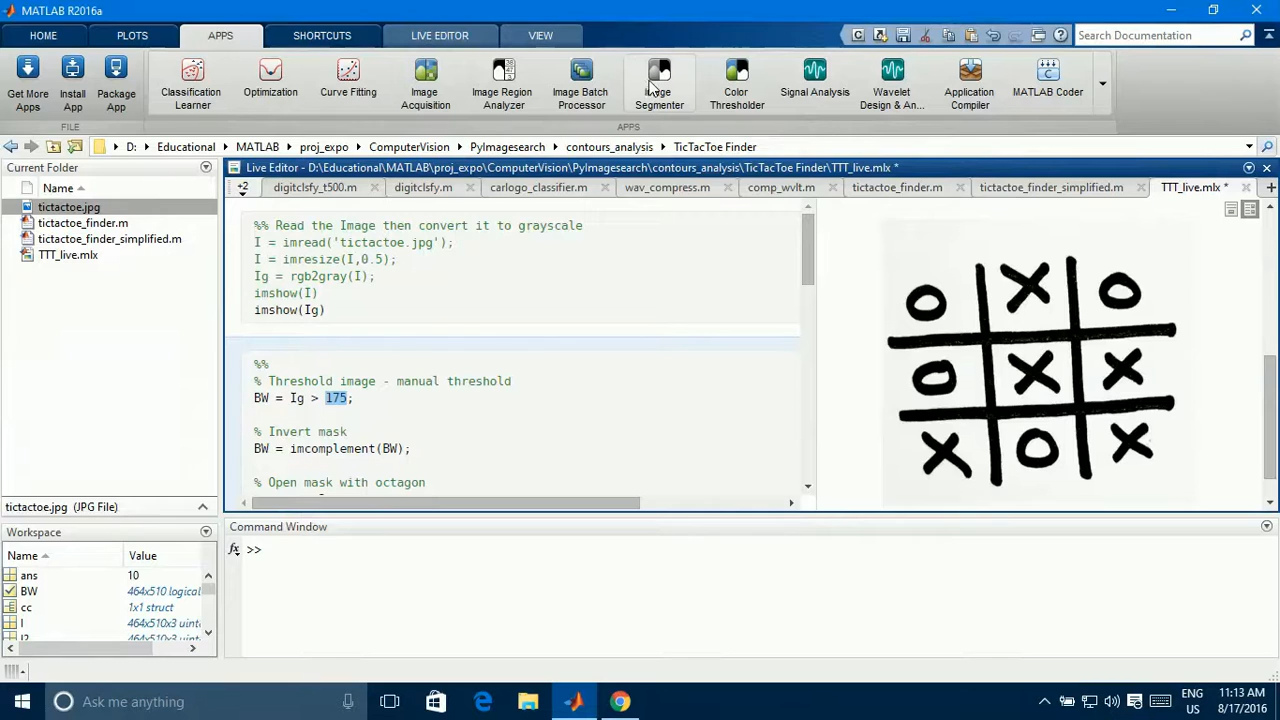 MATLAB R2016a
HOME PLOTS APPS SHORTCUTS LIVE EDITOR VIEW Search Documentation
Get More Apps Install App Package App Classification Learner Optimization Curve Fitting Image Acquisition Image Region Analyzer Image Batch Processor Image Segmenter Color Thresholder Signal Analysis Wavelet Design & An... Application Compiler MATLAB Coder
FILE APPS
D: Educational MATLAB proj_expo ComputerVision PyImagesearch contours_analysis TicTacToe Finder
Current Folder
Name
tictactoe.jpg
tictactoe_finder.m
tictactoe_finder_simplified.m
TTT_live.mlx
tictactoe.jpg (JPG File)
Workspace
Name Value
ans 10
BW 464x510 logical
cc 1x1 struct
I 464x510x3 uint
I2 464x510x3 uint
Live Editor - D:\Educational\MATLAB\proj_expo\ComputerVision\PyImagesearch\contours_analysis\TicTacToe Finder\TTT_live.mlx *
+2 digitclsfy_t500.m digitclsfy.m carlogo_classifier.m wav_compress.m comp_wvlt.m tictactoe_finder.m tictactoe_finder_simplified.m TTT_live.mlx *
%% Read the Image then convert it to grayscale
I = imread('tictactoe.jpg');
I = imresize(I,0.5);
Ig = rgb2gray(I);
imshow(I)
imshow(Ig)
%%
% Threshold image - manual threshold
BW = Ig > 175;
% Invert mask
BW = imcomplement(BW);
% Open mask with octagon
O X O
O X X
X O X
Command Window
fx >>
Ask me anything
ENG
US
11:13 AM
8/17/2016